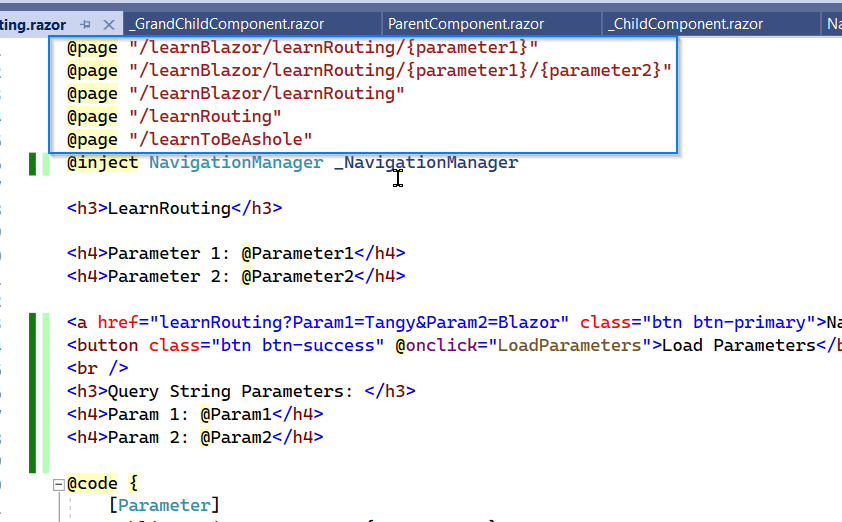 ting.razor _GrandChildComponent.razor ParentComponent.razor _ChildComponent.razor Na
@page "/learnBlazor/learnRouting/{parameter1}"
@page "/learnBlazor/learnRouting/{parameter1}/{parameter2}"
@page "/learnBlazor/learnRouting"
@page "/learnRouting"
@page "/learnToBeAshole"
@inject NavigationManager _NavigationManager
<h3>LearnRouting</h3>
<h4>Parameter 1: @Parameter1</h4>
<h4>Parameter 2: @Parameter2</h4>
<a href="learnRouting?Param1=Tangy&Param2=Blazor" class="btn btn-primary">Na
<button class="btn btn-success" @onclick="LoadParameters">Load Parameters</b
<br />
<h3>Query String Parameters: </h3>
<h4>Param 1: @Param1</h4>
<h4>Param 2: @Param2</h4>
@code {
[Parameter]